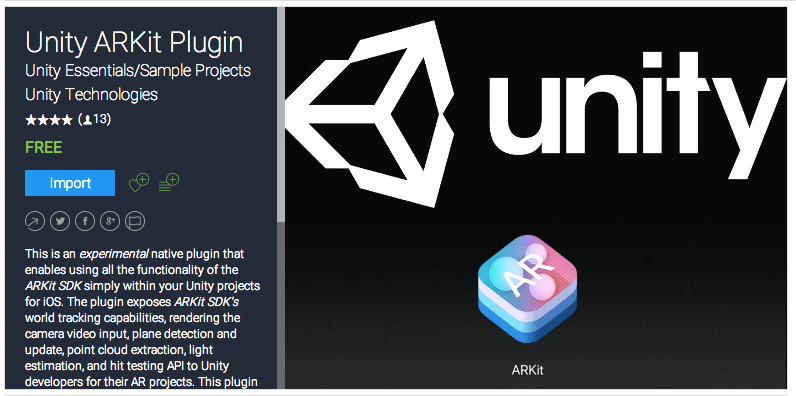 Unity ARKit Plugin
Unity Essentials/Sample Projects
Unity Technologies
★★★★ (13)
FREE
Import
g+
This is an experimental native plugin that
enables using all the functionality of the
ARKit SDK simply within your Unity projects
for iOS. The plugin exposes ARKit SDK's
world tracking capabilities, rendering the
camera video input, plane detection and
update, point cloud extraction, light
estimation, and hit testing API to Unity
developers for their AR projects. This plugin
unity
AR
ARKit